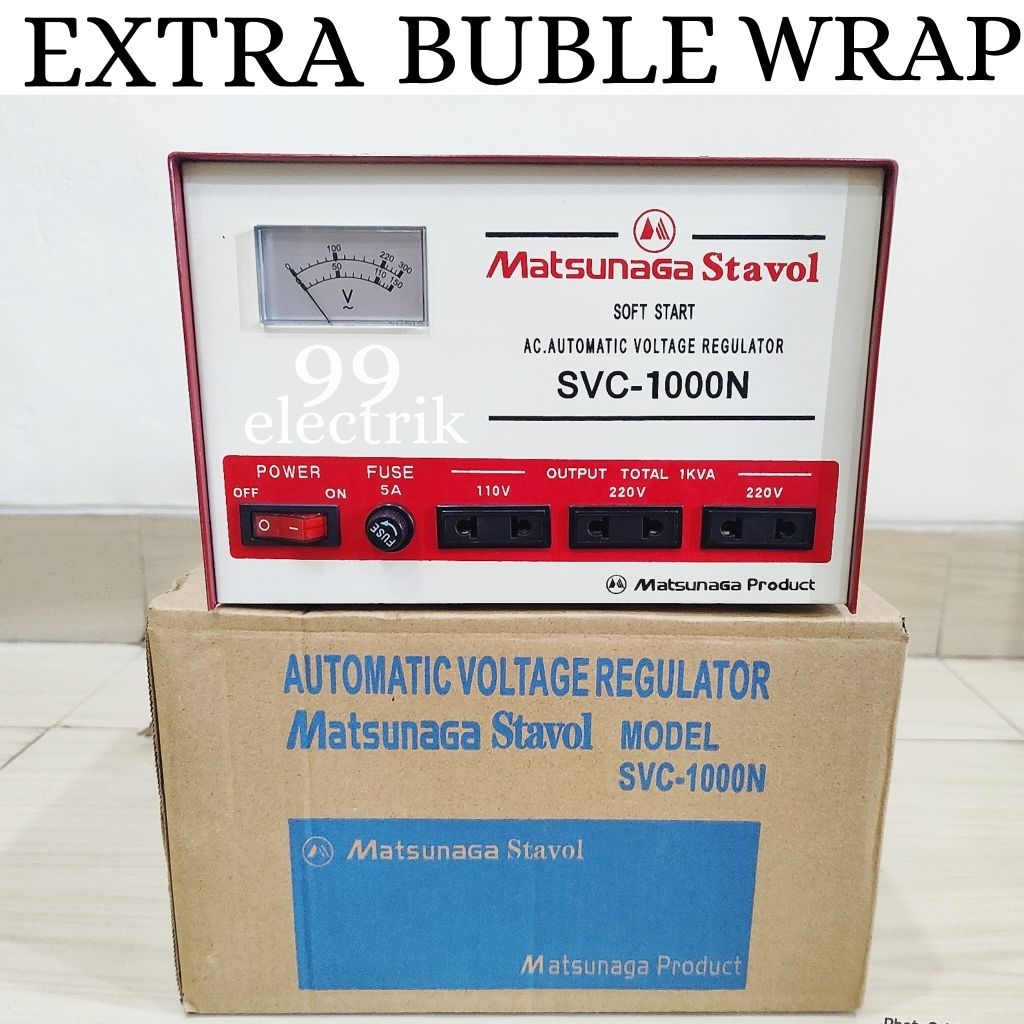 EXTRA BUBLE WRAP
100 220 300
0 50 110 150
V
~
Matsunaga Stavol
SOFT START
AC.AUTOMATIC VOLTAGE REGULATOR
SVC-1000N
99
electrik
POWER FUSE OUTPUT TOTAL 1KVA
OFF ON 5A 110V 220V 220V
FUSE
Matsunaga Product
AUTOMATIC VOLTAGE REGULATOR
Matsunaga Stavol MODEL
SVC-1000N
Matsunaga Stavol
Matsunaga Product